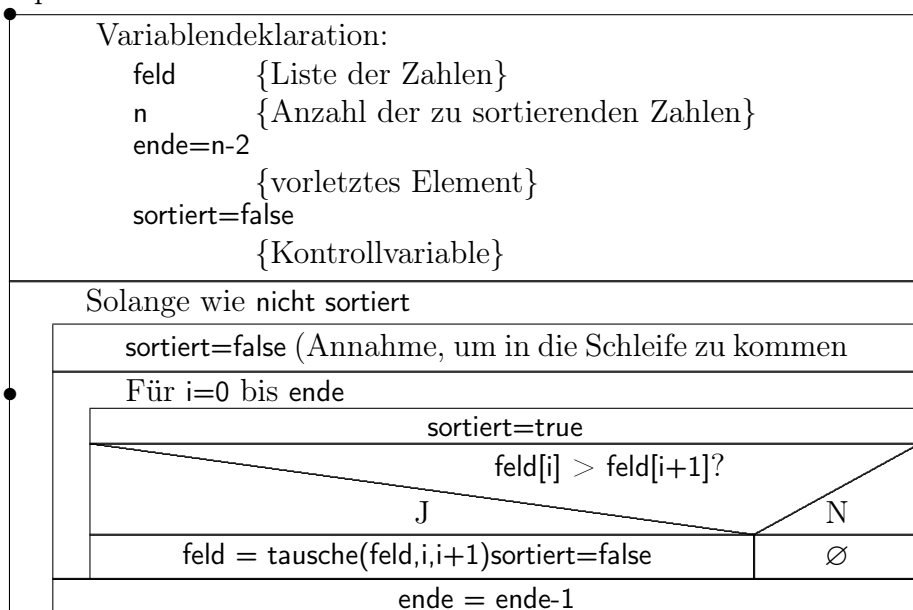 Variablendeklaration:
feld {Liste der Zahlen}
n {Anzahl der zu sortierenden Zahlen}
ende=n-2
{vorletztes Element}
sortiert=false
{Kontrollvariable}
Solange wie nicht sortiert
sortiert=false (Annahme, um in die Schleife zu kommen
Für i=0 bis ende
sortiert=true
feld[i] > feld[i+1]?
J N
feld = tausche(feld,i,i+1)sortiert=false ∅
ende = ende-1